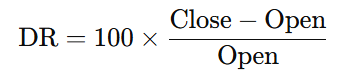 DR = 100 × (Close − Open) / Open